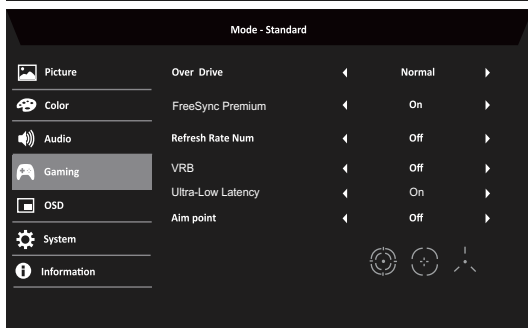 Mode - Standard
Picture
Over Drive Normal
Color
FreeSync Premium On
Audio
Refresh Rate Num Off
Gaming
VRB Off
Ultra-Low Latency On
OSD
Aim point Off
System
Information